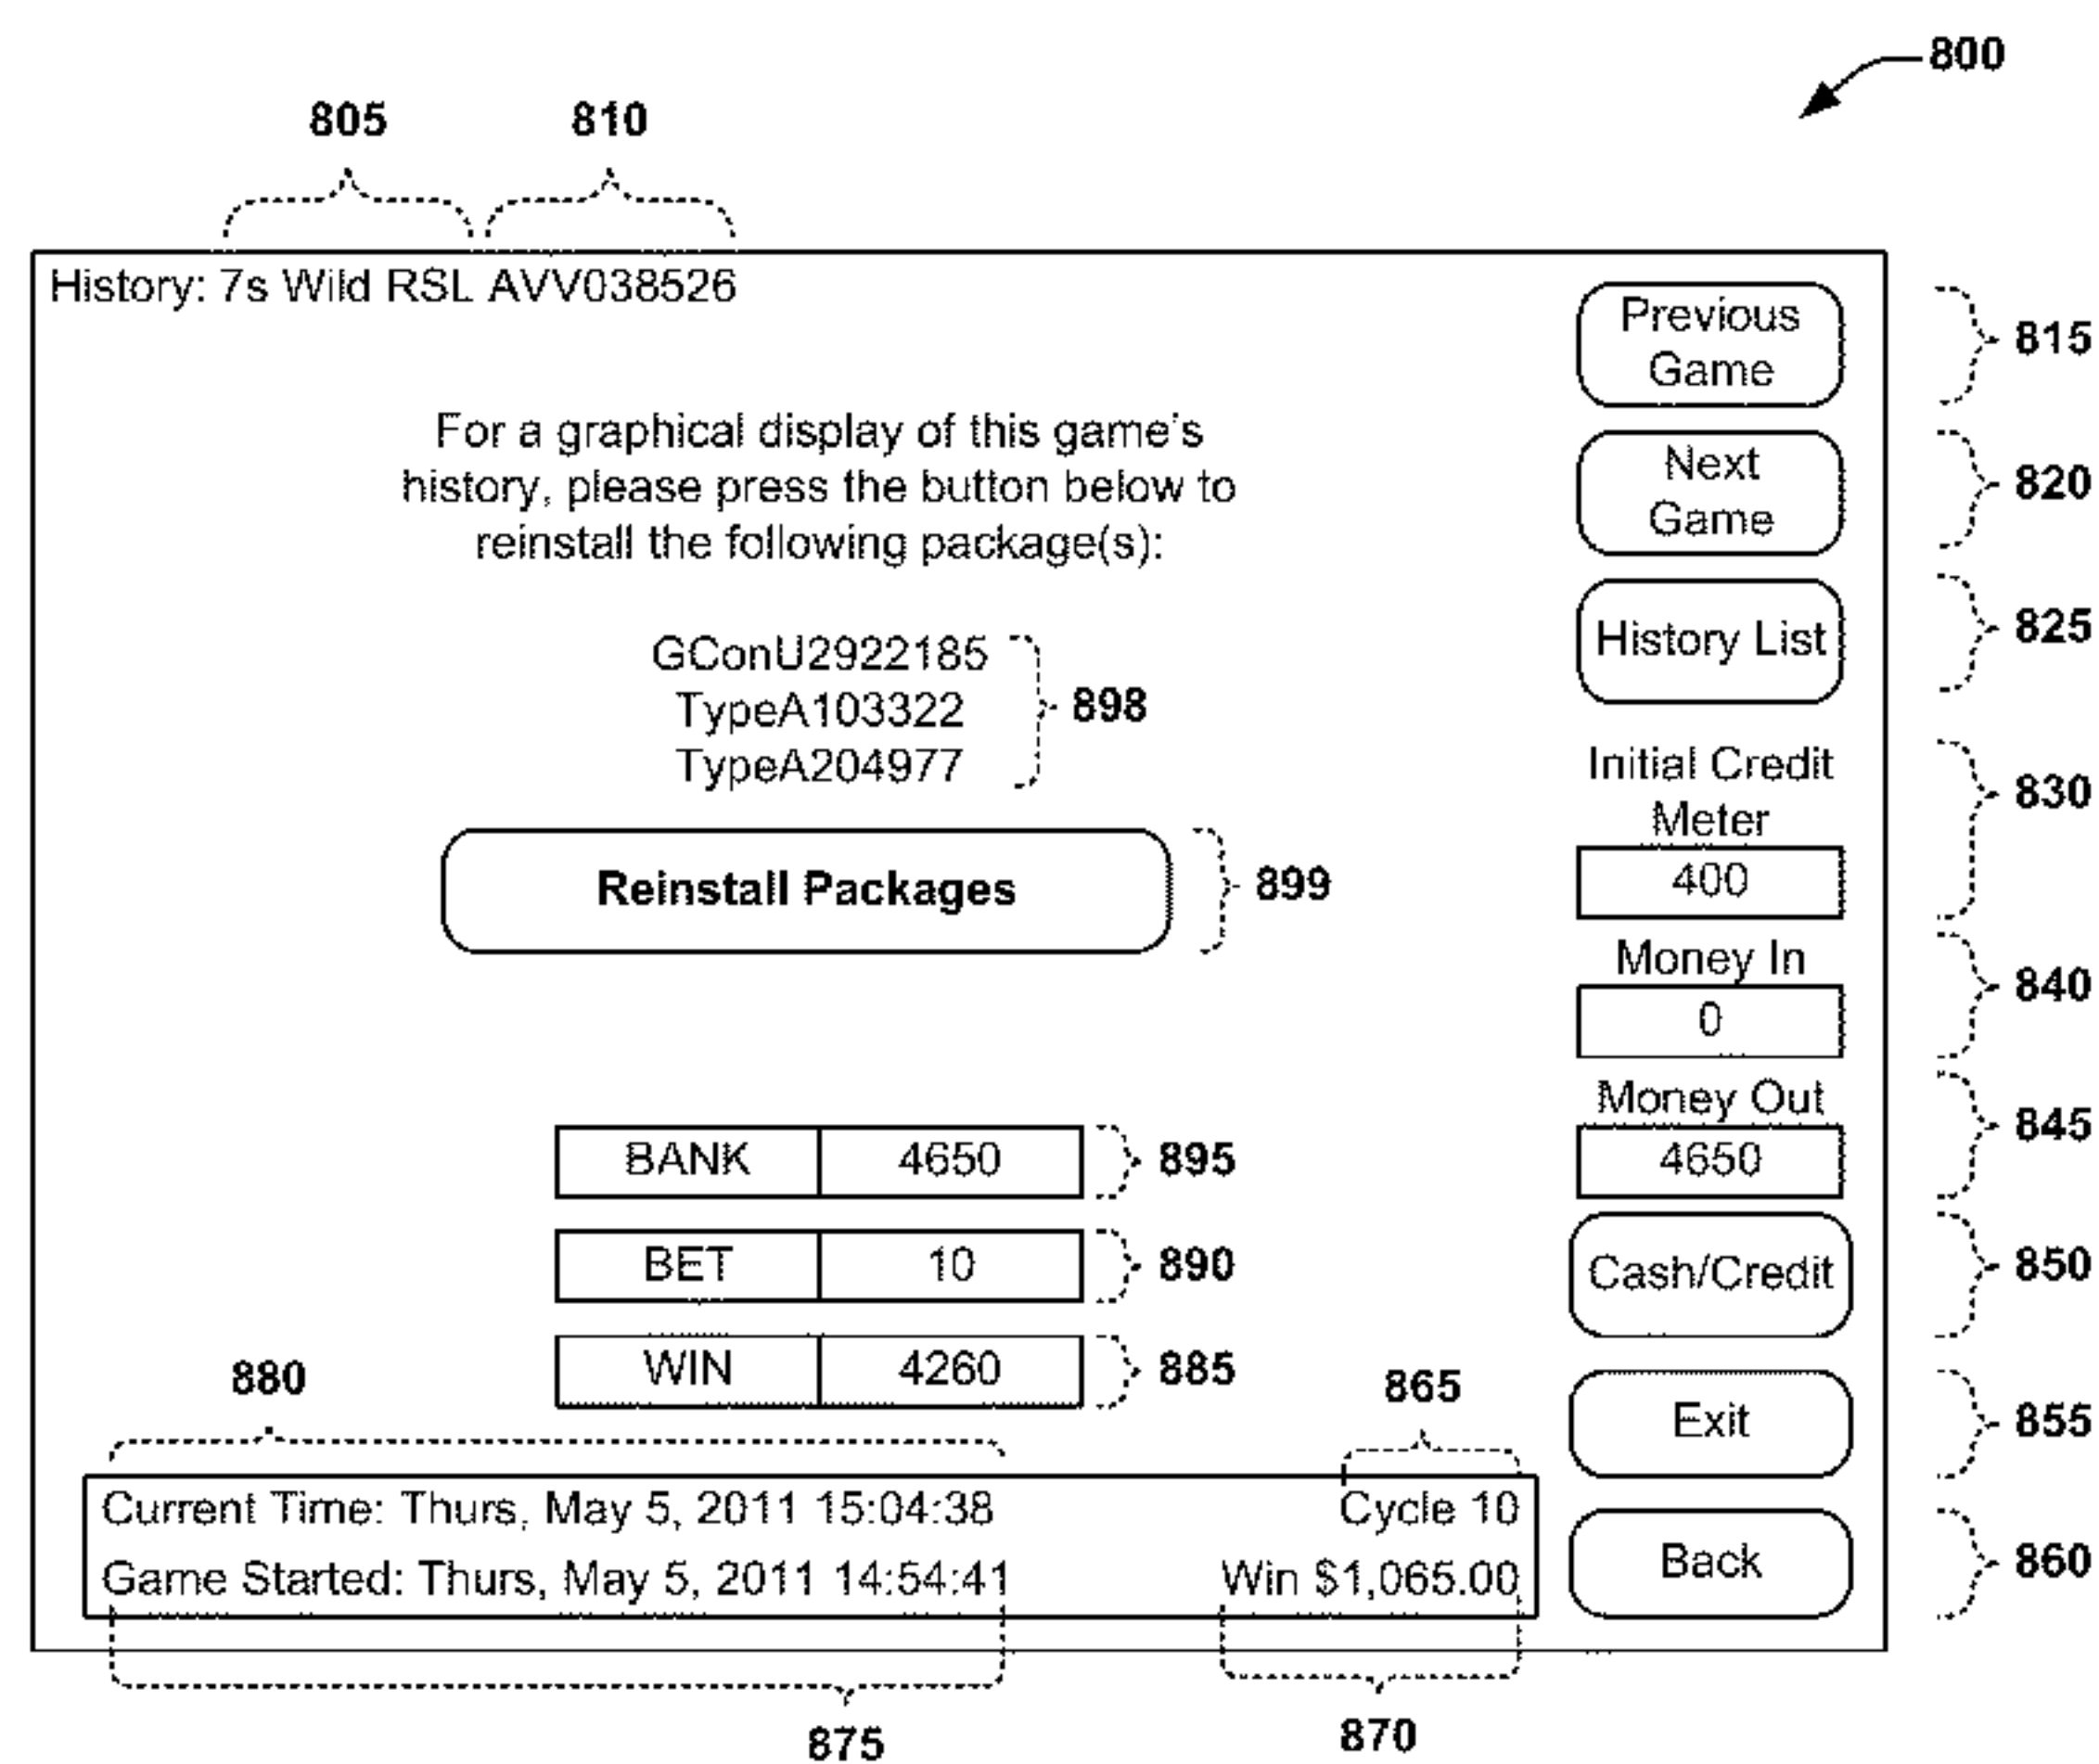 800
805 810
History: 7s Wild RSL AVV038526
Previous
Game
815
For a graphical display of this game's
history, please press the button below to
reinstall the following package(s):
Next
Game
820
History List
825
GConU2922185
TypeA103322
TypeA204977
898
Initial Credit
Meter
400
830
Reinstall Packages
899
Money In
0
840
Money Out
4650
845
BANK 4650
895
BET 10
890
Cash/Credit
850
WIN 4260
885
880
865
Exit
855
Current Time: Thurs, May 5, 2011 15:04:38
Cycle 10
Game Started: Thurs, May 5, 2011 14:54:41
Win $1,065.00
Back
860
875
870